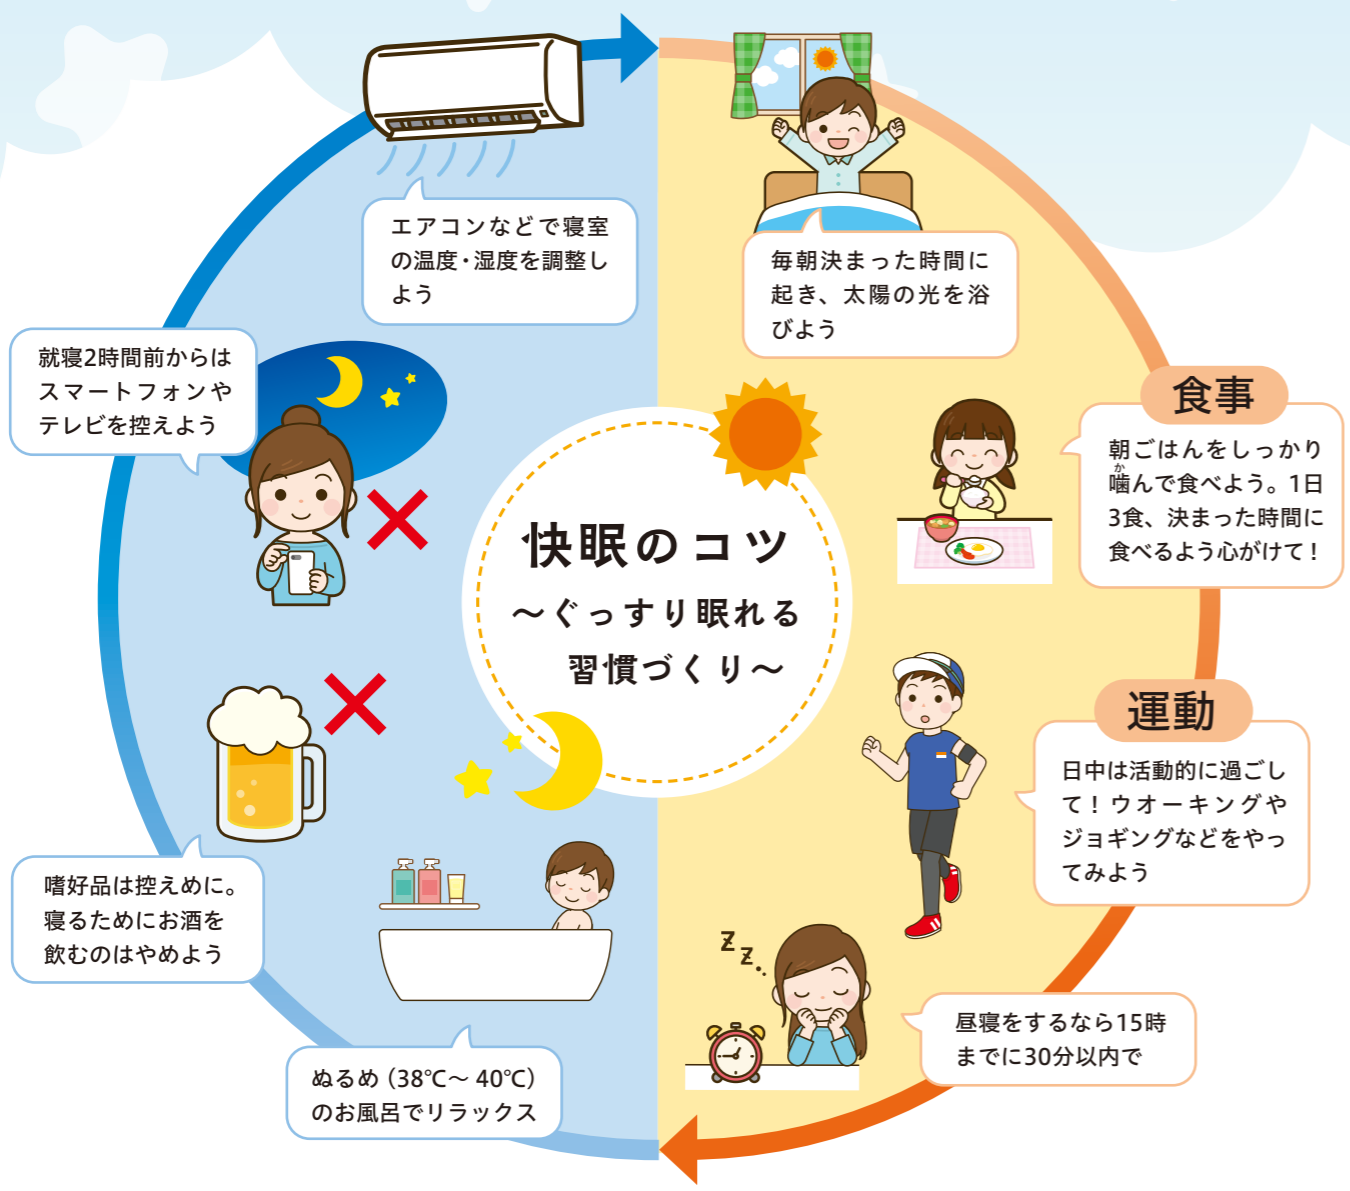 快眠のコツ
～ぐっすり眠れる
習慣づくり～
毎朝決まった時間に
起き、太陽の光を浴
びよう
食事
朝ごはんをしっかり
か
噛んで食べよう。1日
3食、決まった時間に
食べるよう心がけて！
運動
日中は活動的に過ごし
て！ウオーキングや
ジョギングなどをやっ
てみよう
z z..
昼寝をするなら15時
までに30分以内で
ぬるめ（38℃～ 40℃）
のお風呂でリラックス
嗜好品は控えめに。
寝るためにお酒を
飲むのはやめよう
就寝2時間前からは
スマートフォンや
テレビを控えよう
エアコンなどで寝室
の温度・湿度を調整し
よう